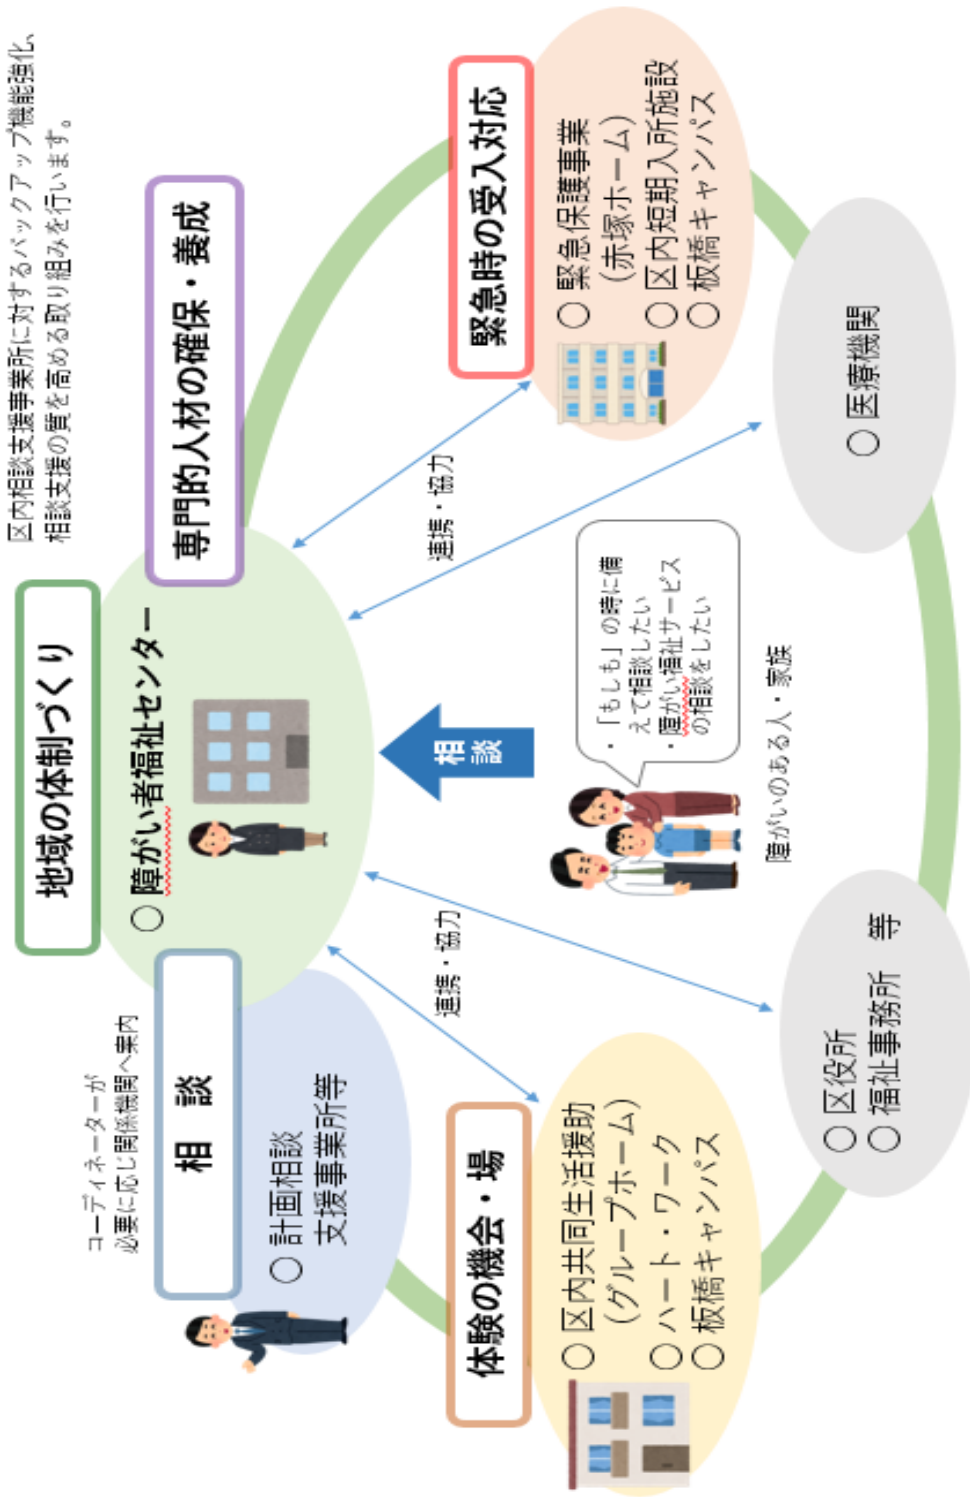 区内相談支援事業所に対するバックアップ機能強化、
相談支援の質を高める取り組みを行います。
地域の体制づくり
専門的人材の確保・養成
コーディネーターが
必要に応じ関係機関へ案内
相　談
○ 障がい者福祉センター
○ 計画相談
支援事業所等
相談
連携・協力
連携・協力
体験の機会・場
○ 区内共同生活援助
(グループホーム)
○ ハート・ワーク
○ 板橋キャンパス
緊急時の受入対応
○ 緊急保護事業
(赤塚ホーム)
○ 区内短期入所施設
○ 板橋キャンパス
・「もしも」の時に備
えて相談したい
・障がい福祉サービス
の相談をしたい
障がいのある人・家族
○ 区役所
○ 福祉事務所　等
○ 医療機関